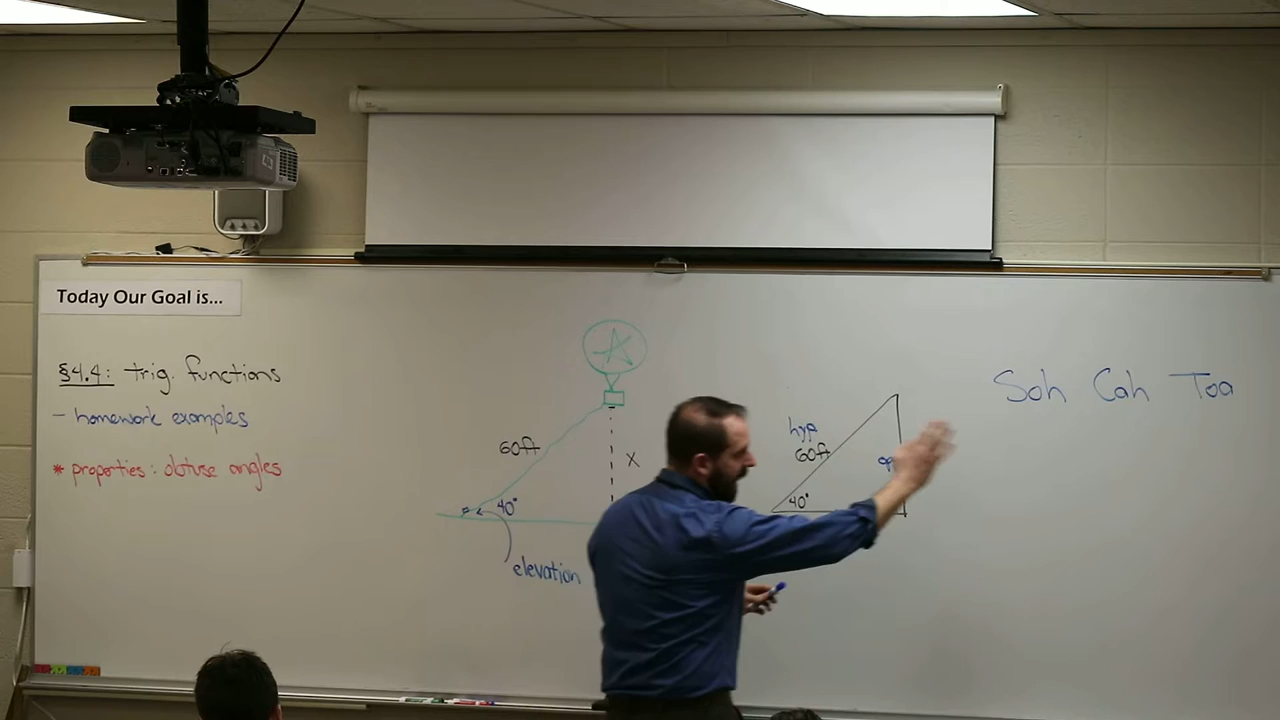 Today Our Goal is...
§4.4: trig. functions
- homework examples
* properties: obtuse angles
60ft
x
40°
elevation
hyp
60ft
40°
Soh Cah Toa